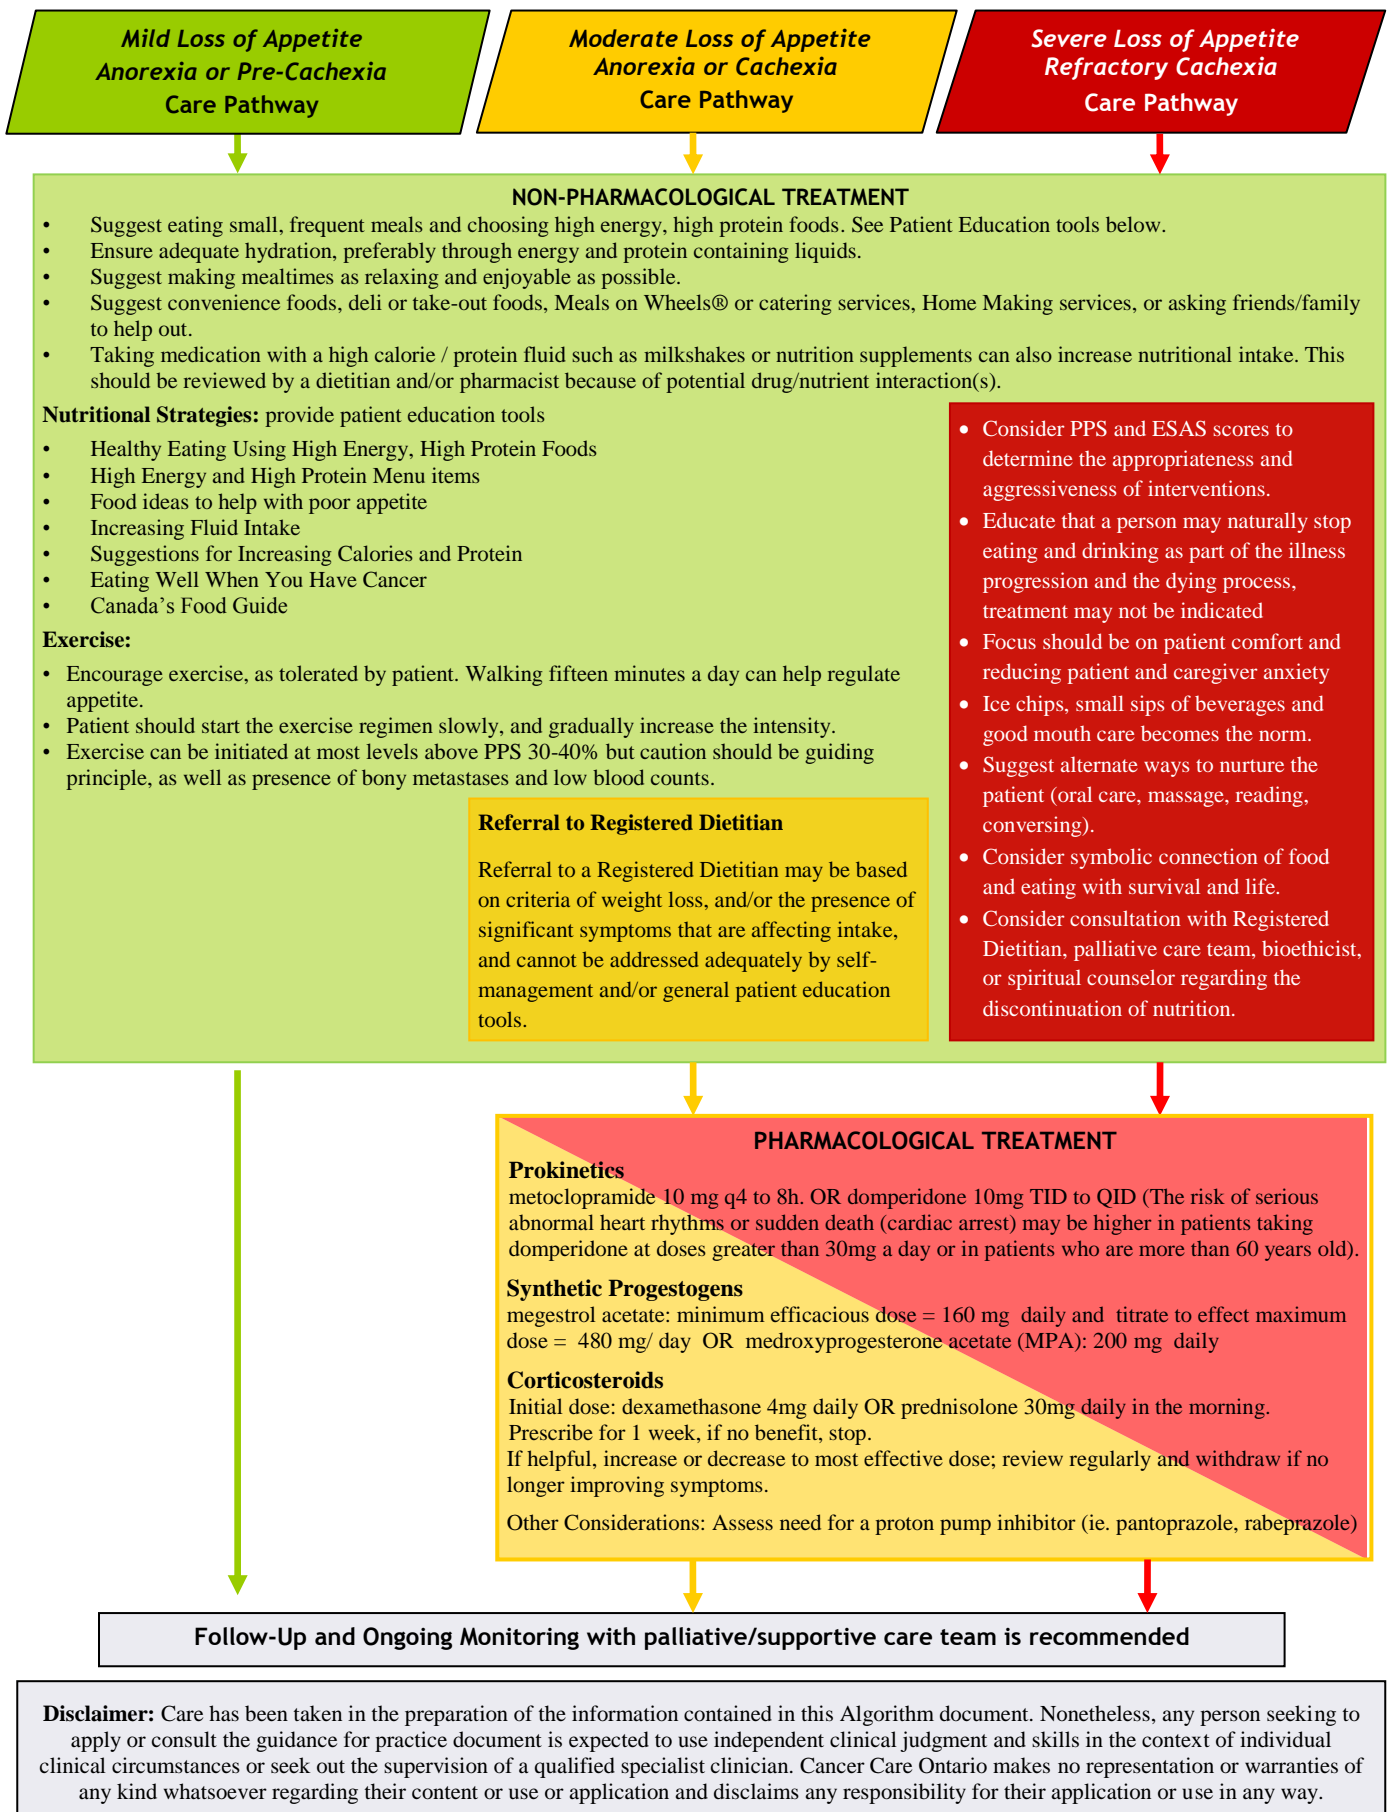 Mild Loss of Appetite
Anorexia or Pre-Cachexia
Care Pathway
Moderate Loss of Appetite
Anorexia or Cachexia
Care Pathway
Severe Loss of Appetite
Refractory Cachexia
Care Pathway
NON-PHARMACOLOGICAL TREATMENT
• Suggest eating small, frequent meals and choosing high energy, high protein foods. See Patient Education tools below.
• Ensure adequate hydration, preferably through energy and protein containing liquids.
• Suggest making mealtimes as relaxing and enjoyable as possible.
• Suggest convenience foods, deli or take-out foods, Meals on Wheels® or catering services, Home Making services, or asking friends/family
to help out.
• Taking medication with a high calorie / protein fluid such as milkshakes or nutrition supplements can also increase nutritional intake. This
should be reviewed by a dietitian and/or pharmacist because of potential drug/nutrient interaction(s).
Nutritional Strategies: provide patient education tools
• Healthy Eating Using High Energy, High Protein Foods
• High Energy and High Protein Menu items
• Food ideas to help with poor appetite
• Increasing Fluid Intake
• Suggestions for Increasing Calories and Protein
• Eating Well When You Have Cancer
• Canada's Food Guide
Exercise:
• Encourage exercise, as tolerated by patient. Walking fifteen minutes a day can help regulate
appetite.
• Patient should start the exercise regimen slowly, and gradually increase the intensity.
• Exercise can be initiated at most levels above PPS 30-40% but caution should be guiding
principle, as well as presence of bony metastases and low blood counts.
Referral to Registered Dietitian
Referral to a Registered Dietitian may be based
on criteria of weight loss, and/or the presence of
significant symptoms that are affecting intake,
and cannot be addressed adequately by self-
management and/or general patient education
tools.
• Consider PPS and ESAS scores to
determine the appropriateness and
aggressiveness of interventions.
• Educate that a person may naturally stop
eating and drinking as part of the illness
progression and the dying process,
treatment may not be indicated
• Focus should be on patient comfort and
reducing patient and caregiver anxiety
• Ice chips, small sips of beverages and
good mouth care becomes the norm.
• Suggest alternate ways to nurture the
patient (oral care, massage, reading,
conversing).
• Consider symbolic connection of food
and eating with survival and life.
• Consider consultation with Registered
Dietitian, palliative care team, bioethicist,
or spiritual counselor regarding the
discontinuation of nutrition.
PHARMACOLOGICAL TREATMENT
Prokinetics
metoclopramide 10 mg q4 to 8h. OR domperidone 10mg TID to QID (The risk of serious
abnormal heart rhythms or sudden death (cardiac arrest) may be higher in patients taking
domperidone at doses greater than 30mg a day or in patients who are more than 60 years old).
Synthetic Progestogens
megestrol acetate: minimum efficacious dose = 160 mg daily and titrate to effect maximum
dose = 480 mg/ day OR medroxyprogesterone acetate (MPA): 200 mg daily
Corticosteroids
Initial dose: dexamethasone 4mg daily OR prednisolone 30mg daily in the morning.
Prescribe for 1 week, if no benefit, stop.
If helpful, increase or decrease to most effective dose; review regularly and withdraw if no
longer improving symptoms.
Other Considerations: Assess need for a proton pump inhibitor (ie. pantoprazole, rabeprazole)
Follow-Up and Ongoing Monitoring with palliative/supportive care team is recommended
Disclaimer: Care has been taken in the preparation of the information contained in this Algorithm document. Nonetheless, any person seeking to
apply or consult the guidance for practice document is expected to use independent clinical judgment and skills in the context of individual
clinical circumstances or seek out the supervision of a qualified specialist clinician. Cancer Care Ontario makes no representation or warranties of
any kind whatsoever regarding their content or use or application and disclaims any responsibility for their application or use in any way.